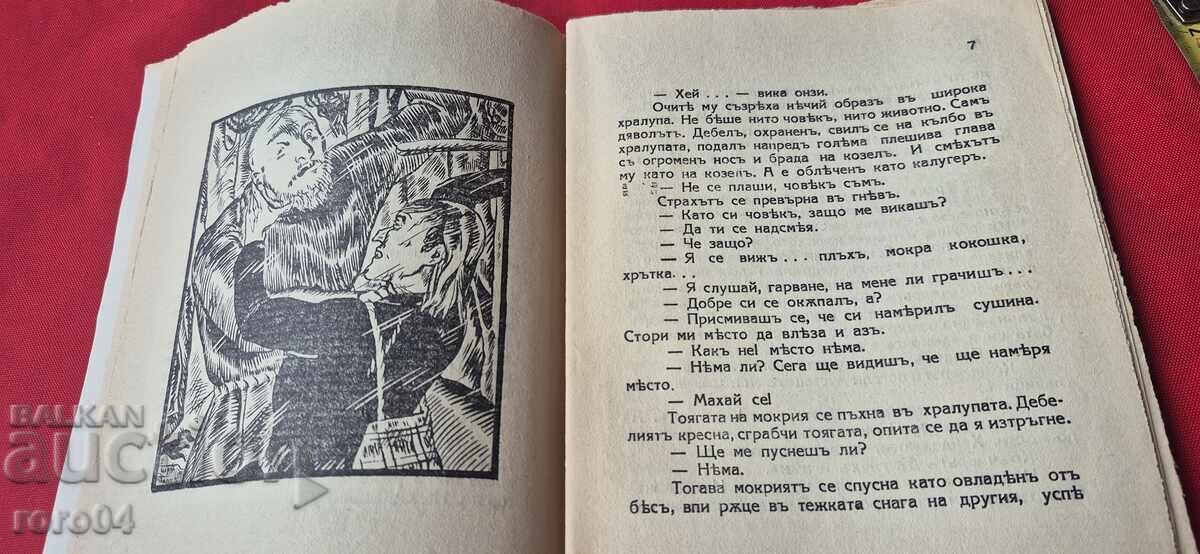 7
— Хей . . . — вика онзи.
Очитѣ му съзрѣха нѣчий образъ въ широка
хралупа. Не бѣше нито човѣкъ, нито животно. Самъ
дяволътъ. Дебелъ, охраненъ, свилъ се на кълбо въ
хралупата, подалъ напредъ голѣма плешива глава
съ огроменъ носъ и брада на козелъ. И смѣхътъ
му като на козелъ. А е облѣченъ като калугеръ.
— Не се плаши, човѣкъ съмъ.
Страхътъ се превърна въ гнѣвъ.
— Като си човѣкъ, защо ме викашъ?
— Да ти се надсмѣя.
— Че защо?
— Я се вижъ . . . плъхъ, мокра кокошка,
хрътка. . .
— Я слушай, гарване, на мене ли грачишъ . . .
— Добре си се окѫпалъ, а?
— Присмивашъ се, че си намѣрилъ сушина.
Стори ми мѣсто да влѣза и азъ.
— Какъ не! мѣсто нѣма.
— Нѣма ли? Сега ще видишъ, че ще намѣря
мѣсто.
— Махай се!
Тоягата на мокрия се пъхна въ хралупата. Дебе-
лиятъ кресна, сграбчи тоягата, опита се да я изтръгне.
— Ще ме пуснешъ ли?
— Нѣма.
Тогава мокриятъ се спусна като овладѣнъ отъ
бѣсъ, впи рѫце въ тежката снага на другия, успѣ
BALKAN
auction
roro04